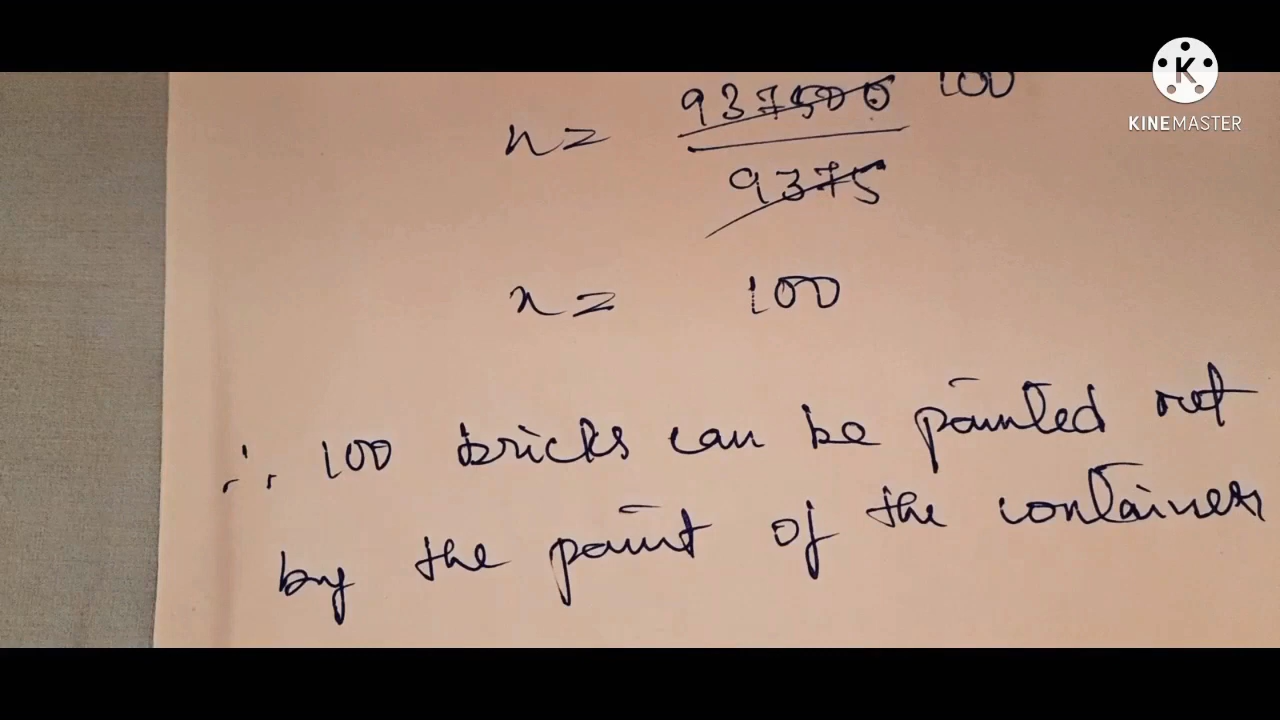 K
KINEMASTER
n = 937500 100
9375
n = 100
∴ 100 bricks can be painted out
by the paint of the container